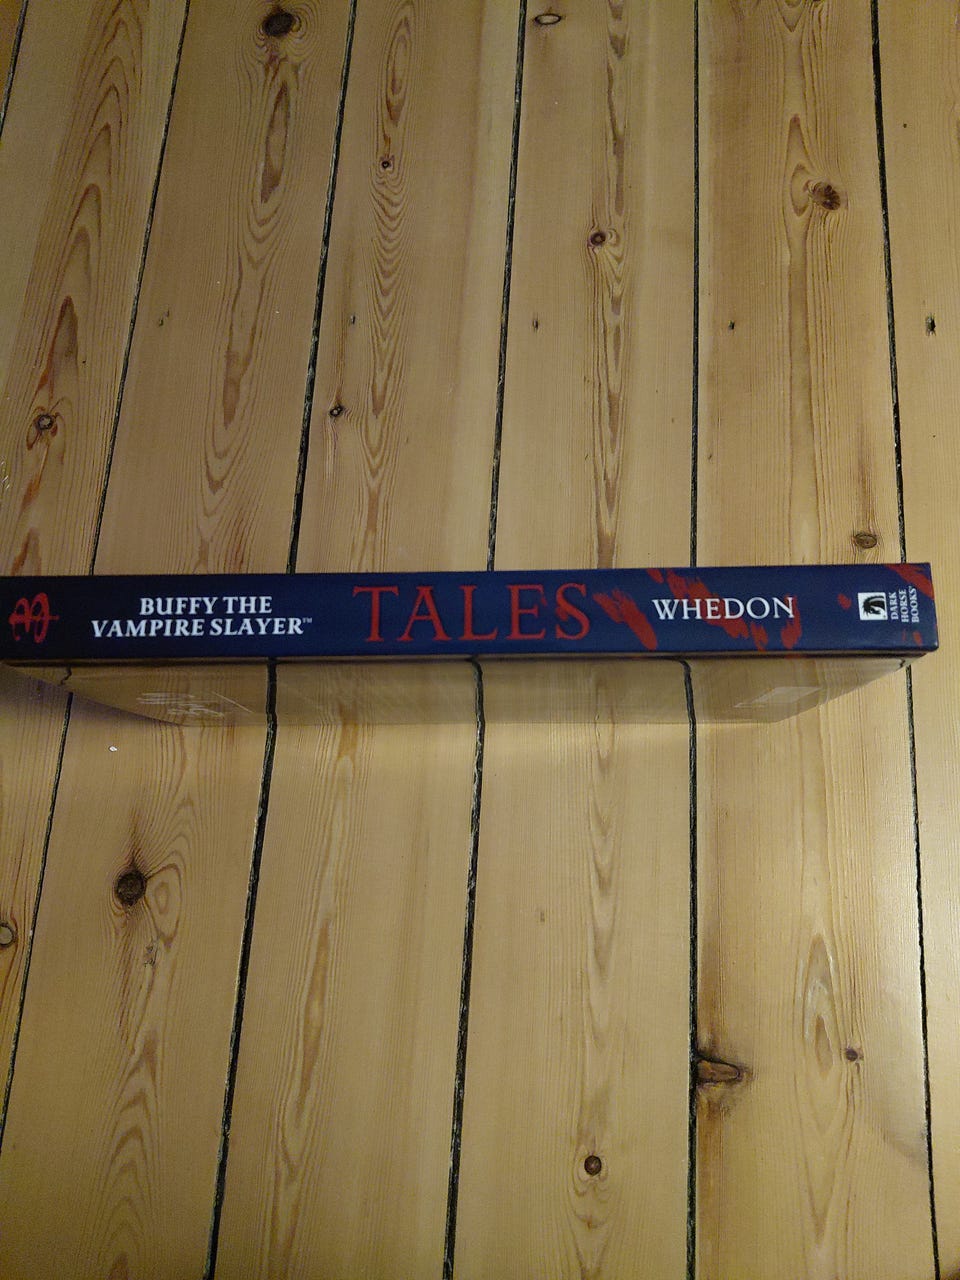 B
BUFFY THE
VAMPIRE SLAYER™
TALES
WHEDON
DARK
HORSE
BOOKS